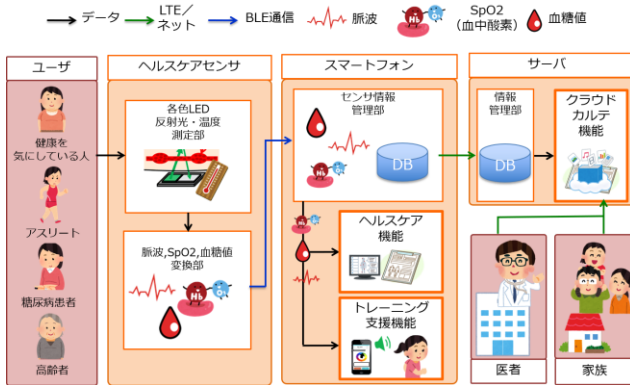 データ
LTE／
ネット
BLE通信
脈波
SpO2
(血中酸素)
血糖値
ユーザ
健康を
気にしている人
アスリート
糖尿病患者
高齢者
ヘルスケアセンサ
各色LED
反射光・温度
測定部
脈波,SpO2,血糖値
変換部
スマートフォン
センサ情報
管理部
DB
ヘルスケア
機能
トレーニング
支援機能
サーバ
情報
管理部
DB
クラウド
カルテ
機能
医者
家族